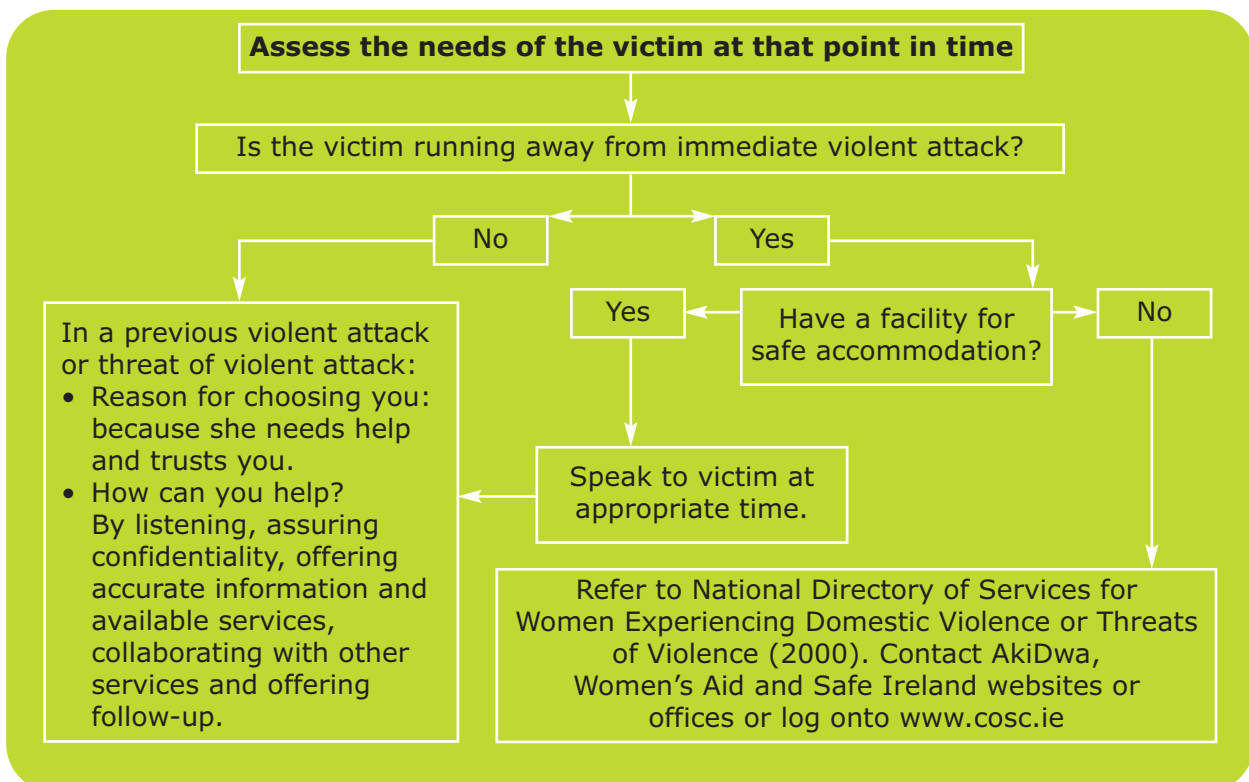 Assess the needs of the victim at that point in time
Is the victim running away from immediate violent attack?
No
Yes
Yes
Have a facility for
safe accommodation?
No
In a previous violent attack
or threat of violent attack:
• Reason for choosing you:
because she needs help
and trusts you.
• How can you help?
By listening, assuring
confidentiality, offering
accurate information and
available services,
collaborating with other
services and offering
follow-up.
Speak to victim at
appropriate time.
Refer to National Directory of Services for
Women Experiencing Domestic Violence or Threats
of Violence (2000). Contact AkiDwa,
Women’s Aid and Safe Ireland websites or
offices or log onto www.cosc.ie